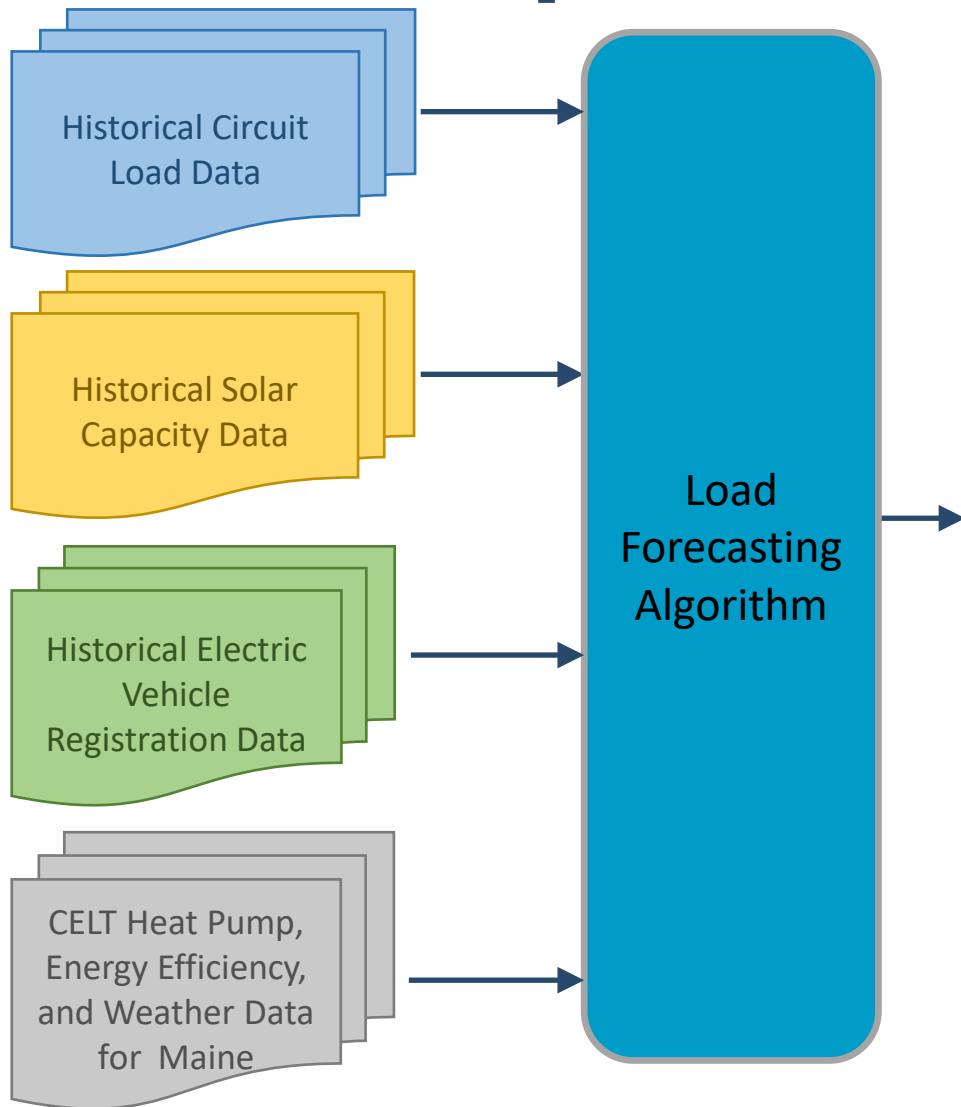 Historical Circuit
Load Data
Historical Solar
Capacity Data
Historical Electric
Vehicle
Registration Data
CELT Heat Pump,
Energy Efficiency,
and Weather Data
for Maine
Load
Forecasting
Algorithm